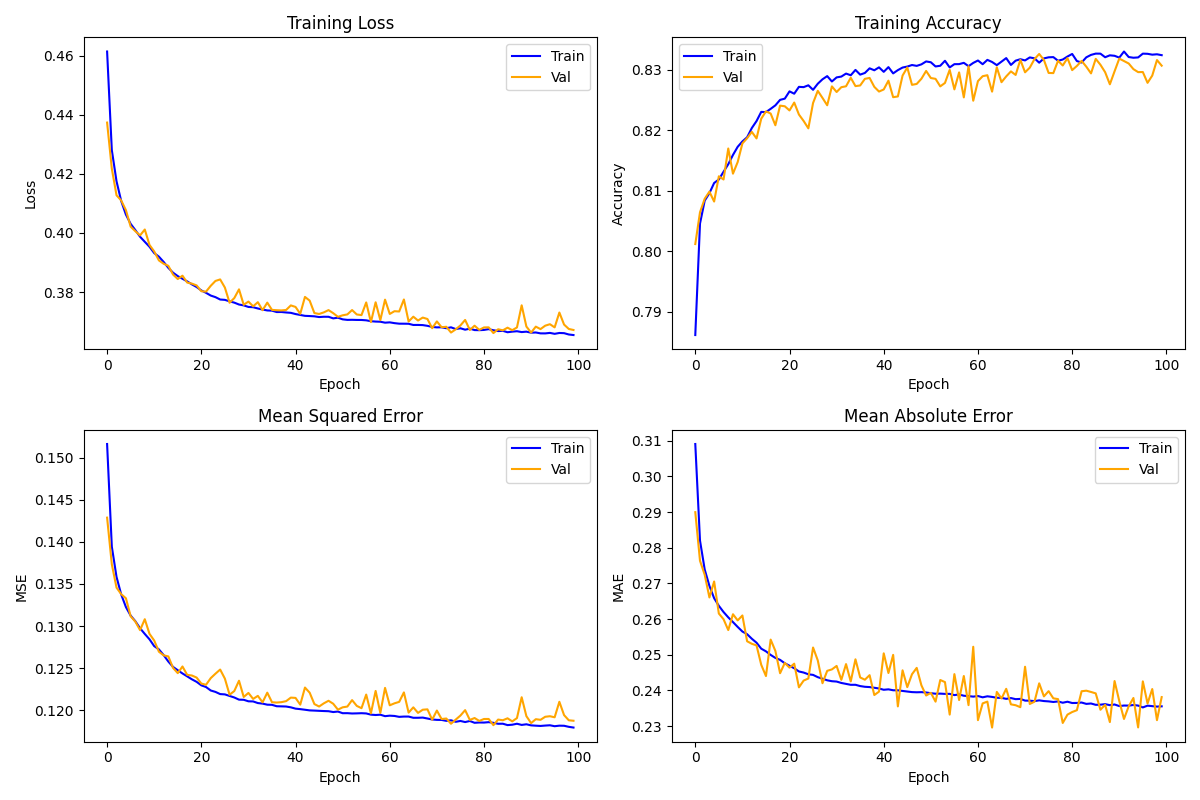 Training Loss
Loss
0.46
0.44
0.42
0.40
0.38
Train
Val
0 20 40 60 80 100
Epoch
Training Accuracy
Accuracy
0.83
0.82
0.81
0.80
0.79
Train
Val
0 20 40 60 80 100
Epoch
Mean Squared Error
MSE
0.150
0.145
0.140
0.135
0.130
0.125
0.120
Train
Val
0 20 40 60 80 100
Epoch
Mean Absolute Error
MAE
0.31
0.30
0.29
0.28
0.27
0.26
0.25
0.24
0.23
Train
Val
0 20 40 60 80 100
Epoch